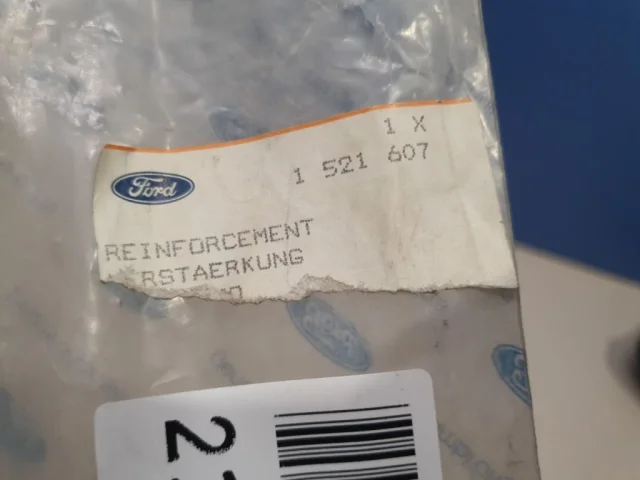 1 X
Ford
1 521 607
REINFORCEMENT
RSTAERKUNG